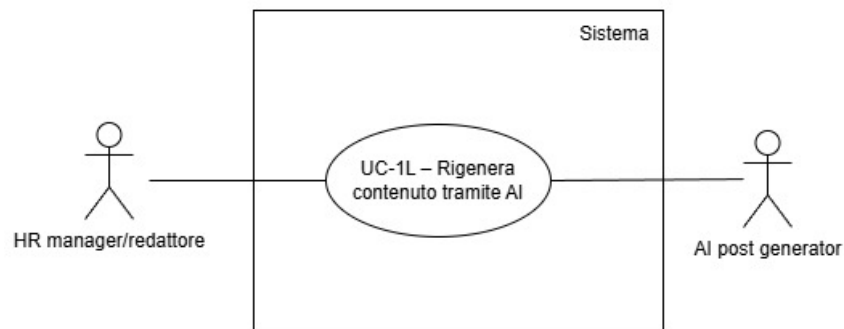 Sistema
UC-1L – Rigenera
contenuto tramite AI
HR manager/redattore
AI post generator